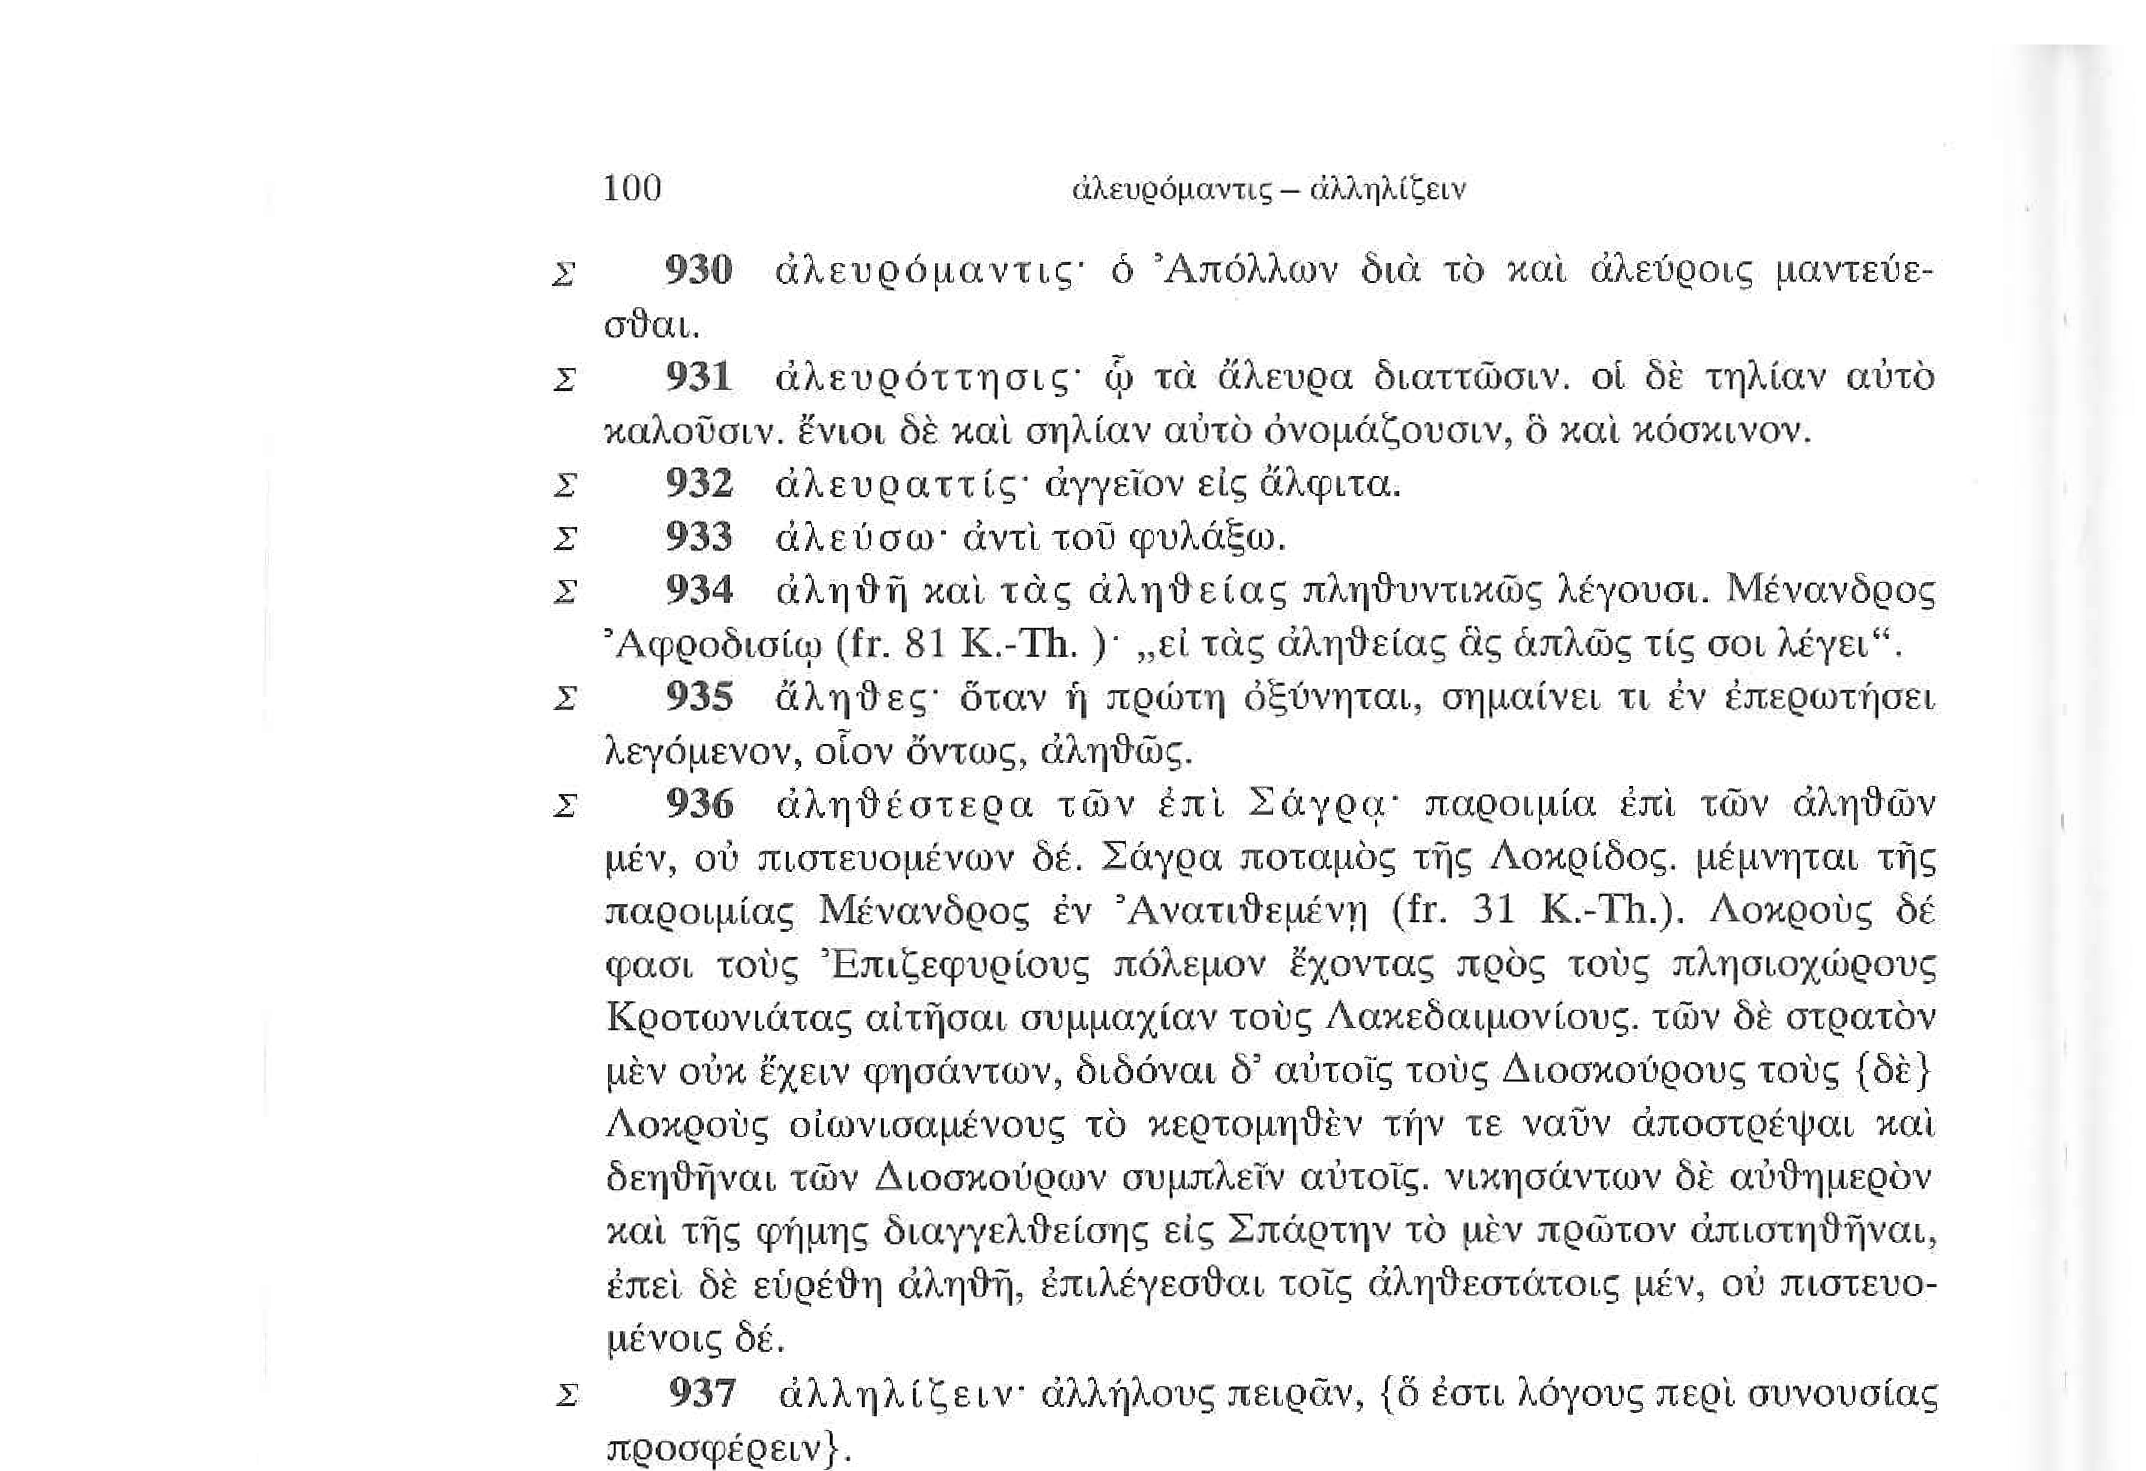 100 ἀλευρόμαντις – ἀλληλίζειν
Σ 930 ἀλευρόμαντις· ὁ Ἀπόλλων διὰ τὸ καὶ ἀλεύροις μαντεύε-
σθαι.
Σ 931 ἀλευρόττησις· ᾧ τὰ ἄλευρα διαττῶσιν. οἱ δὲ τηλίαν αὐτὸ
καλοῦσιν. ἔνιοι δὲ καὶ σηλίαν αὐτὸ ὀνομάζουσιν, ὃ καὶ κόσκινον.
Σ 932 ἀλευραττίς· ἀγγεῖον εἰς ἄλφιτα.
Σ 933 ἀλεύσω· ἀντὶ τοῦ φυλάξω.
Σ 934 ἀληθῆ καὶ τὰς ἀληθείας πληθυντικῶς λέγουσι. Μένανδρος
Ἀφροδισίῳ (fr. 81 K.-Th. )· „εἰ τὰς ἀληθείας ἃς ἁπλῶς τίς σοι λέγει“.
Σ 935 ἄληθες· ὅταν ἡ πρώτη ὀξύνηται, σημαίνει τι ἐν ἐπερωτήσει
λεγόμενον, οἷον ὄντως, ἀληθῶς.
Σ 936 ἀληθέστερα τῶν ἐπὶ Σάγρᾳ· παροιμία ἐπὶ τῶν ἀληθῶν
μέν, οὐ πιστευομένων δέ. Σάγρα ποταμὸς τῆς Λοκρίδος. μέμνηται τῆς
παροιμίας Μένανδρος ἐν Ἀνατιθεμένῃ (fr. 31 K.-Th.). Λοκροὺς δέ
φασι τοὺς Ἐπιζεφυρίους πόλεμον ἔχοντας πρὸς τοὺς πλησιοχώρους
Κροτωνιάτας αἰτῆσαι συμμαχίαν τοὺς Λακεδαιμονίους. τῶν δὲ στρατὸν
μὲν οὐκ ἔχειν φησάντων, διδόναι δ’ αὐτοῖς τοὺς Διοσκούρους τοὺς {δὲ}
Λοκροὺς οἰωνισαμένους τὸ κερτομηθὲν τήν τε ναῦν ἀποστρέψαι καὶ
δεηθῆναι τῶν Διοσκούρων συμπλεῖν αὐτοῖς. νικησάντων δὲ αὐθημερὸν
καὶ τῆς φήμης διαγγελθείσης εἰς Σπάρτην τὸ μὲν πρῶτον ἀπιστηθῆναι,
ἐπεὶ δὲ εὑρέθη ἀληθῆ, ἐπιλέγεσθαι τοῖς ἀληθεστάτοις μέν, οὐ πιστευο-
μένοις δέ.
Σ 937 ἀλληλίζειν· ἀλλήλους πειρᾶν, {ὅ ἐστι λόγους περὶ συνουσίας
προσφέρειν}.